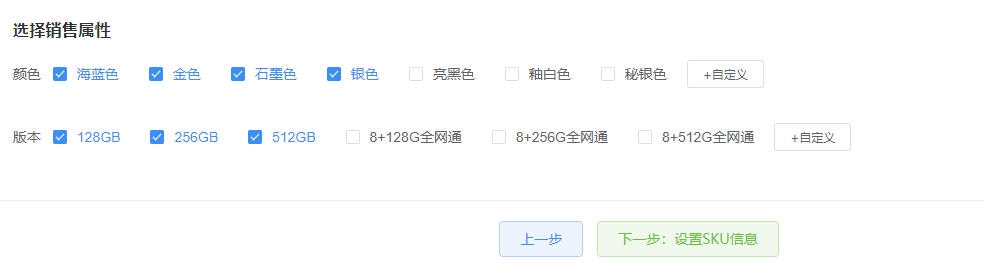 选择销售属性
颜色 海蓝色 金色 石墨色 银色 亮黑色 釉白色 秘银色 +自定义
版本 128GB 256GB 512GB 8+128G全网通 8+256G全网通 8+512G全网通 +自定义
上一步 下一步：设置SKU信息